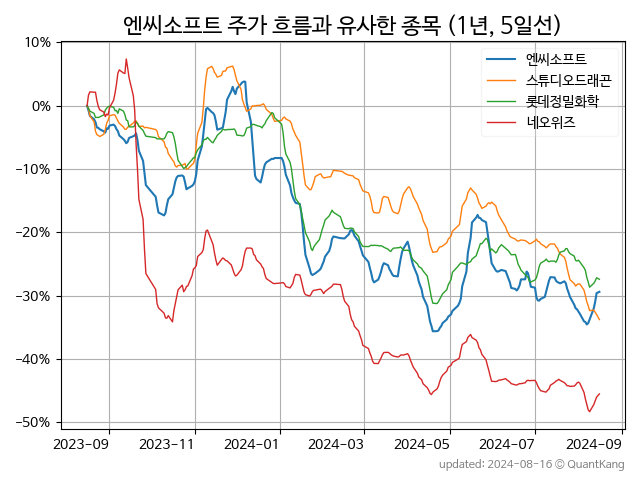 엔씨소프트 주가 흐름과 유사한 종목 (1년, 5일선)
엔씨소프트
스튜디오드래곤
롯데정밀화학
네오위즈
10%
0%
−10%
−20%
−30%
−40%
−50%
2023-09 2023-11 2024-01 2024-03 2024-05 2024-07 2024-09
updated: 2024-08-16 © QuantKang